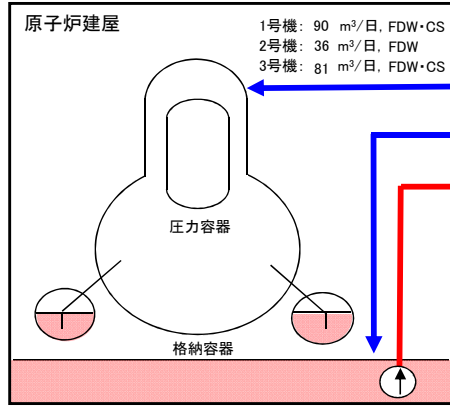 原子炉建屋
1号機: 90 m³/日, FDW・CS
2号機: 36 m³/日, FDW
3号機: 81 m³/日, FDW・CS
圧力容器
格納容器